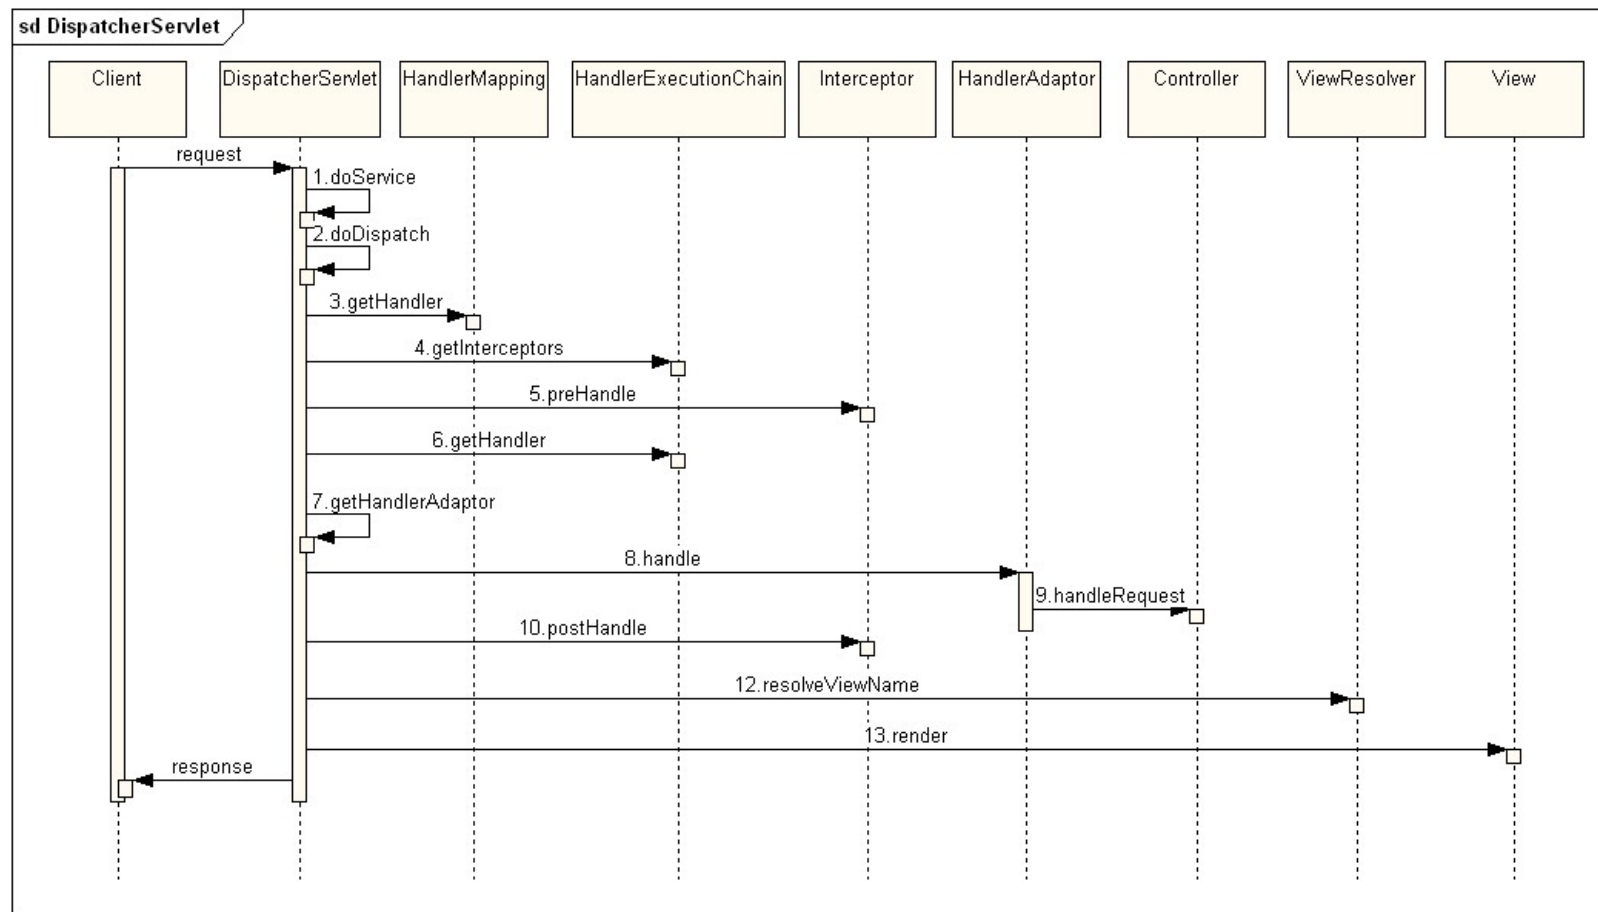 sd DispatcherServlet
Client
DispatcherServlet
HandlerMapping
HandlerExecutionChain
Interceptor
HandlerAdaptor
Controller
ViewResolver
View
request
1.doService
2.doDispatch
3.getHandler
4.getInterceptors
5.preHandle
6.getHandler
7.getHandlerAdaptor
8.handle
9.handleRequest
10.postHandle
12.resolveViewName
13.render
response